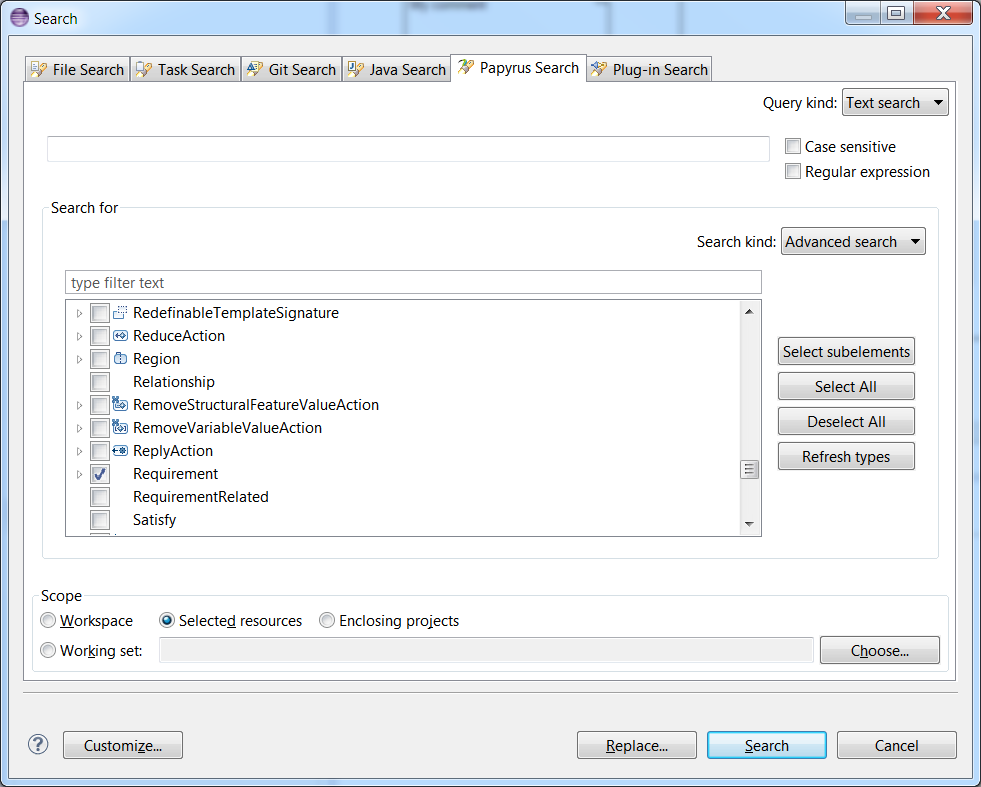 My comment
Search
File Search Task Search Git Search Java Search Papyrus Search Plug-in Search
Query kind: Text search
Case sensitive
Regular expression
Search for
Search kind: Advanced search
type filter text
RedefinableTemplateSignature
ReduceAction
Region
Relationship
RemoveStructuralFeatureValueAction
RemoveVariableValueAction
ReplyAction
Requirement
RequirementRelated
Satisfy
Select subelements
Select All
Deselect All
Refresh types
Scope
Workspace Selected resources Enclosing projects
Working set: Choose...
? Customize... Replace... Search Cancel